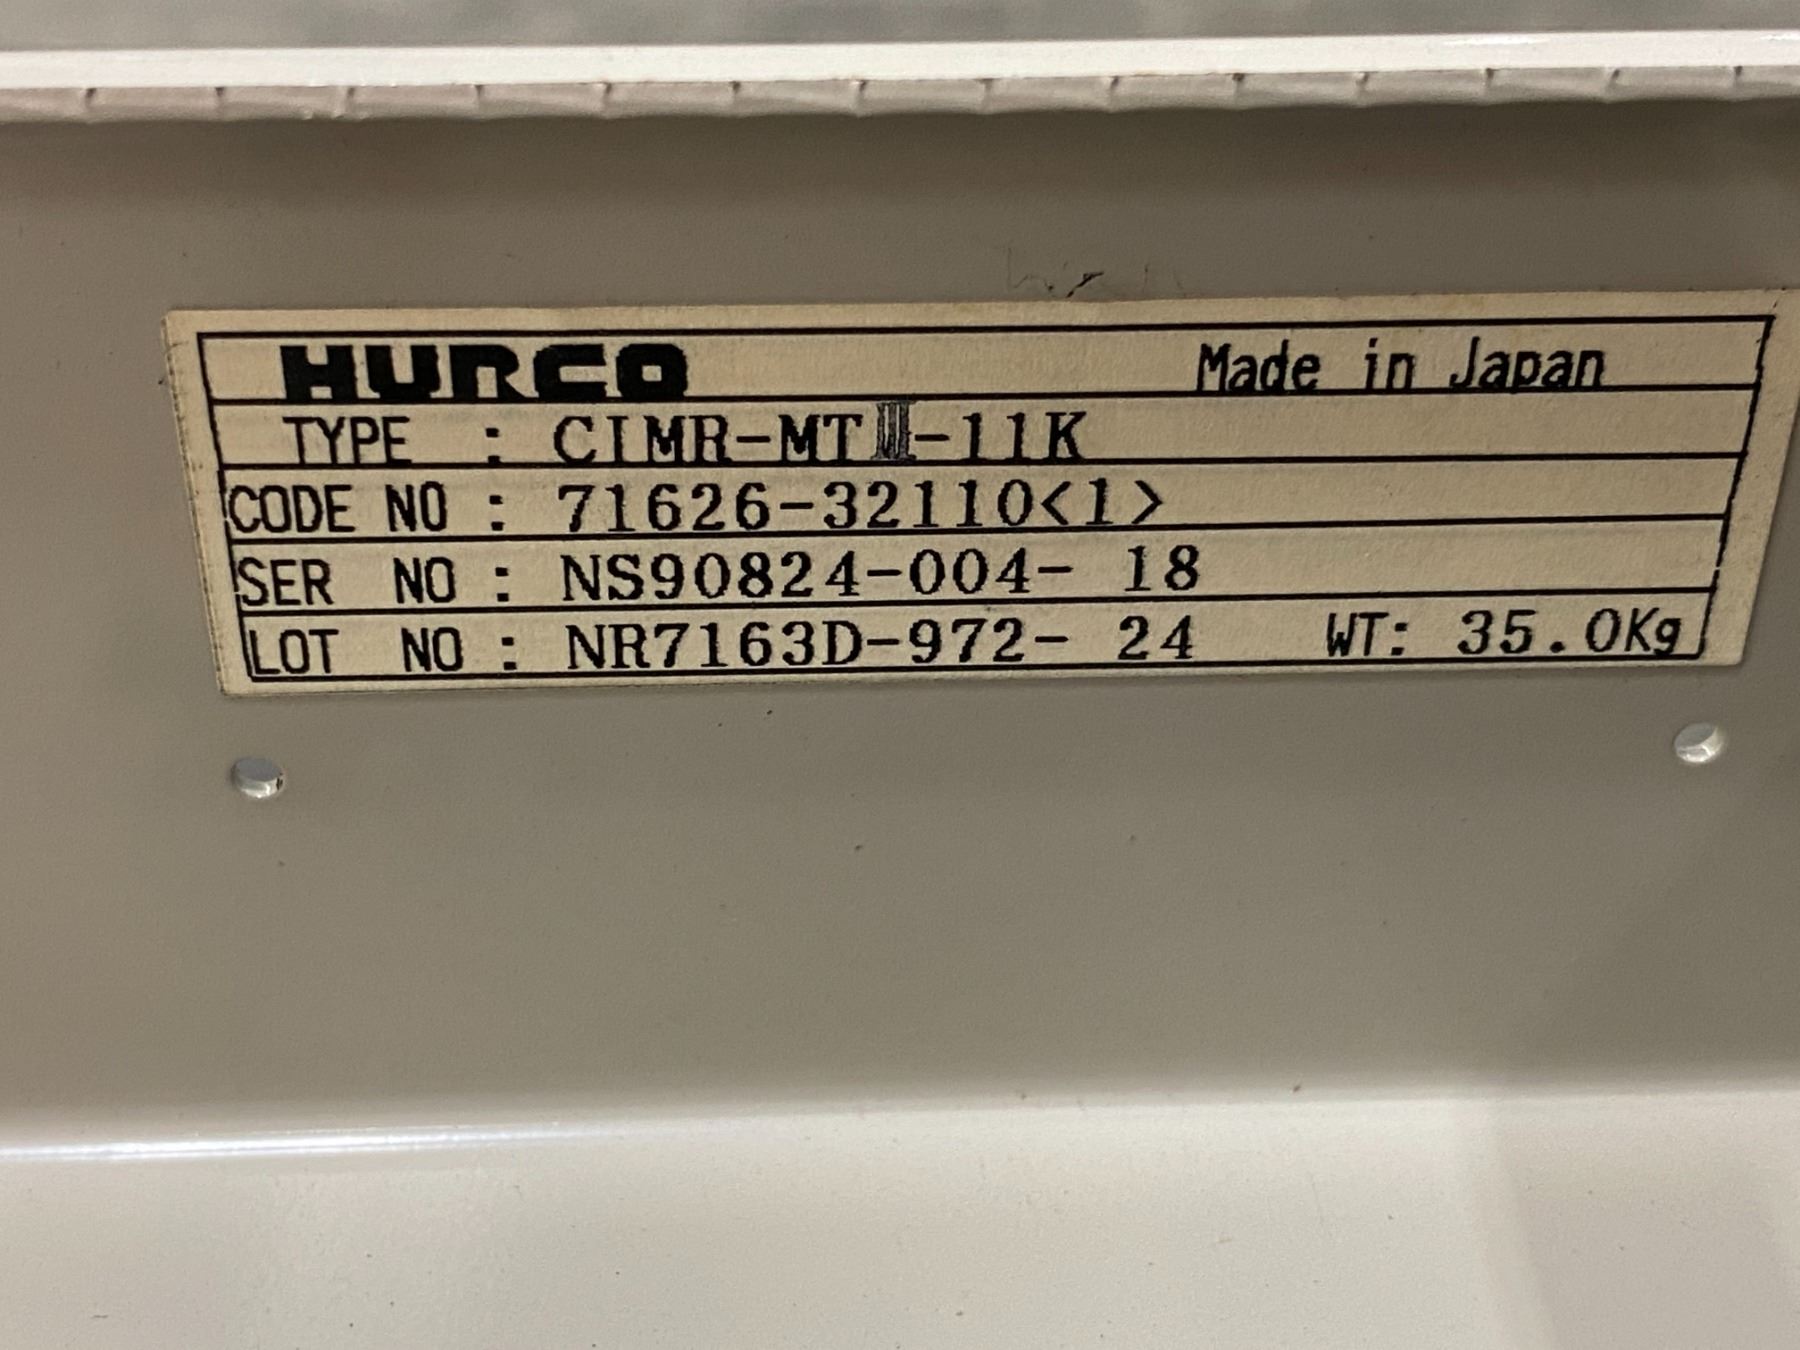 HURCO Made in Japan
TYPE : CIMR-MTⅢ-11K
CODE NO : 71626-32110<1>
SER NO : NS90824-004- 18
LOT NO : NR7163D-972- 24 WT: 35.0Kg